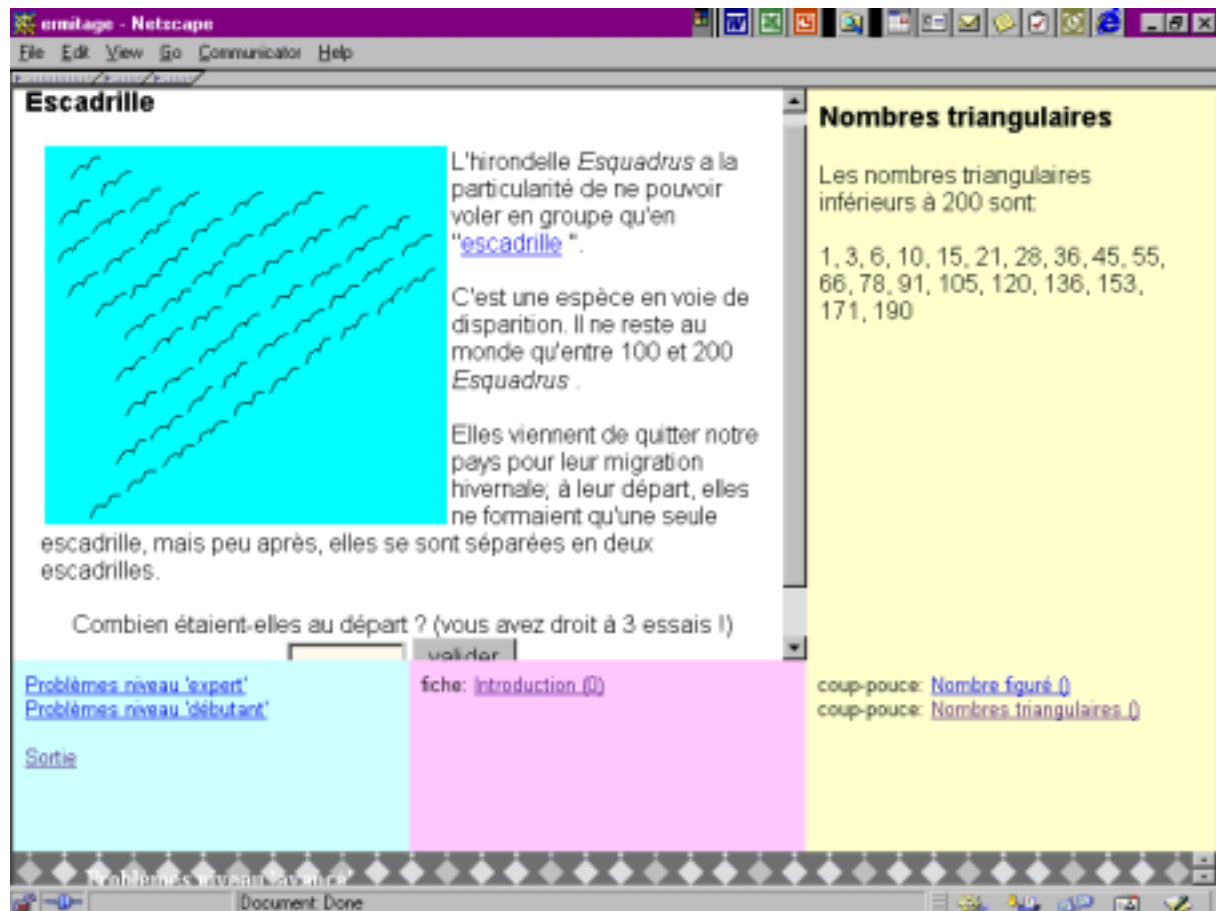 ermitage - Netscape
File Edit View Go Communicator Help
Escadrille
L'hirondelle Esquadrus a la
particularité de ne pouvoir
voler en groupe qu'en
"escadrille ".
C'est une espèce en voie de
disparition. Il ne reste au
monde qu'entre 100 et 200
Esquadrus .
Elles viennent de quitter notre
pays pour leur migration
hivernale; à leur départ, elles
ne formaient qu'une seule
escadrille, mais peu après, elles se sont séparées en deux
escadrilles.
Combien étaient-elles au départ ? (vous avez droit à 3 essais !)
valider
Nombres triangulaires
Les nombres triangulaires
inférieurs à 200 sont:
1, 3, 6, 10, 15, 21, 28, 36, 45, 55,
66, 78, 91, 105, 120, 136, 153,
171, 190
Problèmes niveau 'expert'
Problèmes niveau 'débutant'
Sortie
fiche: Introduction (0)
coup-pouce: Nombre figuré ()
coup-pouce: Nombres triangulaires ()
Problèmes niveau 'avancé'
Document: Done